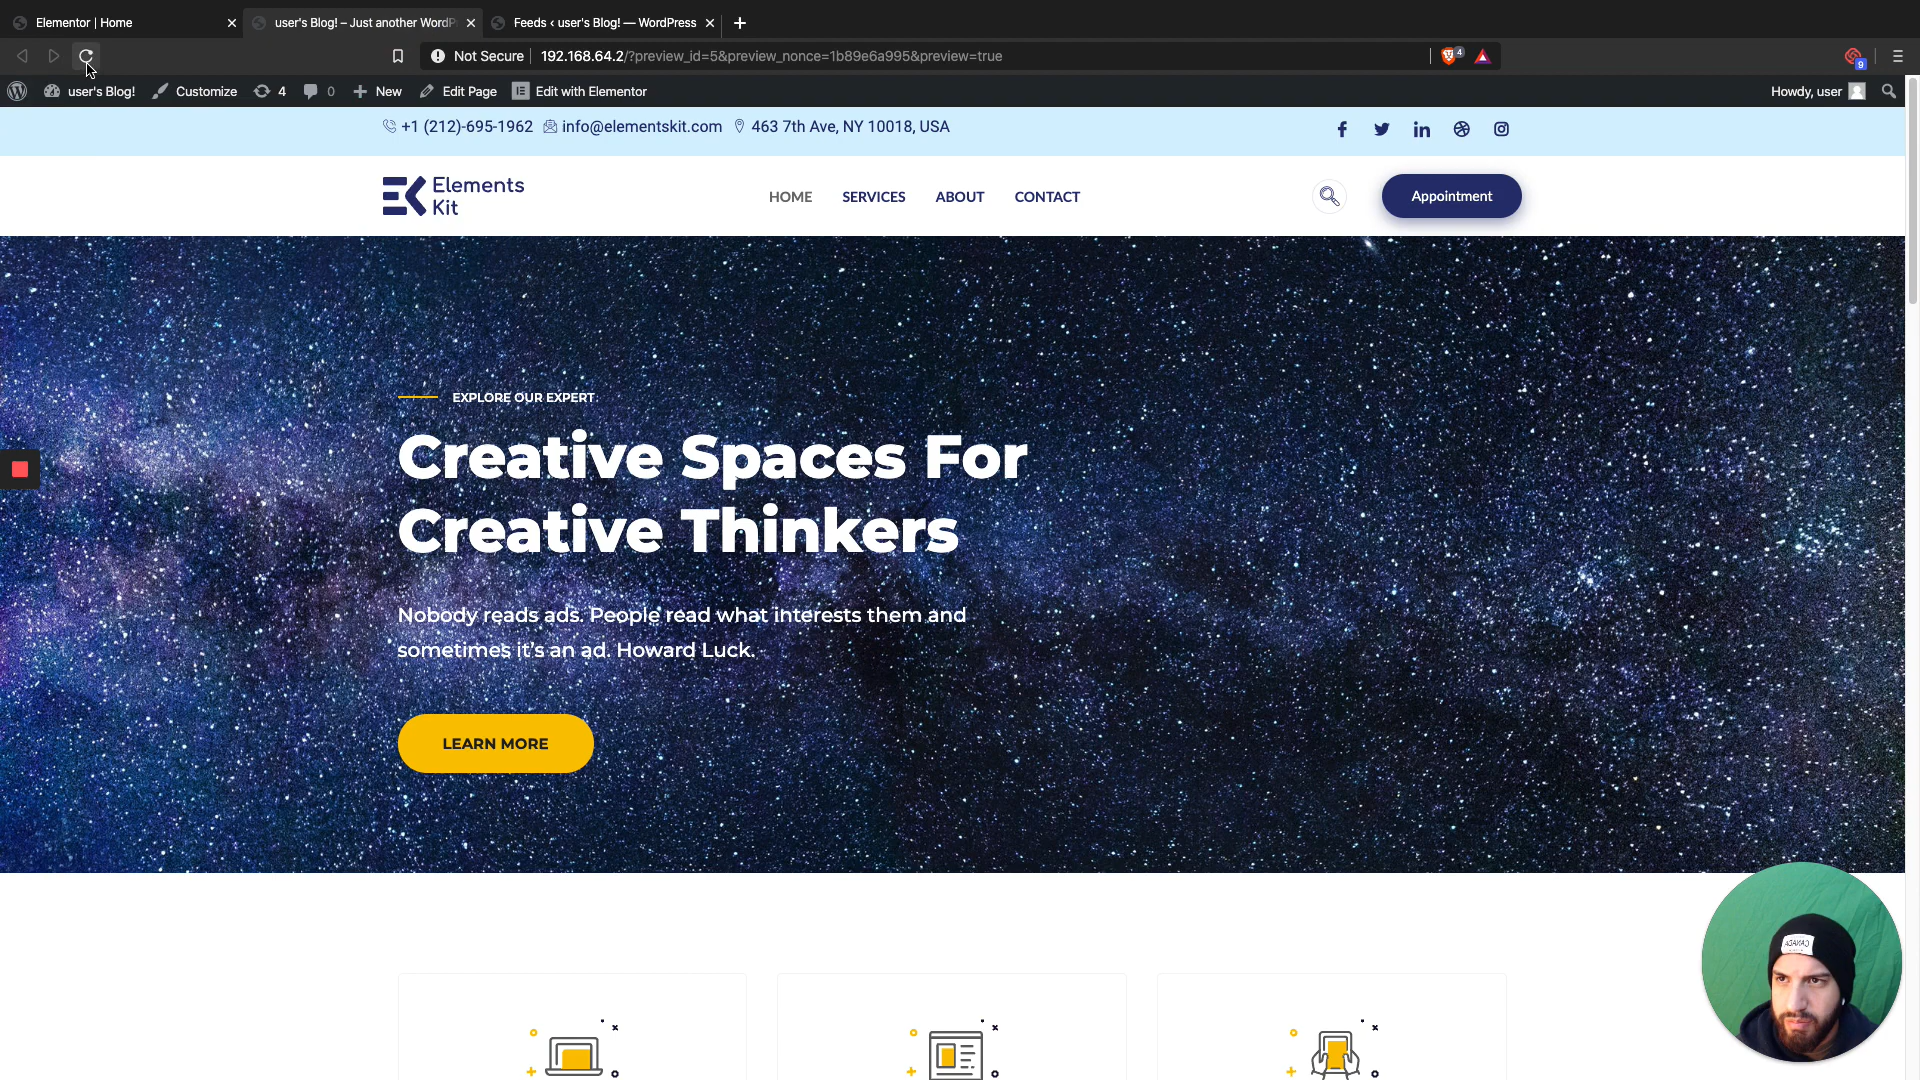 Elementor | Home
user's Blog! – Just another WordP
Feeds ‹ user's Blog! — WordPress
Not Secure
192.168.64.2/?preview_id=5&preview_nonce=1b89e6a995&preview=true
4
9
user's Blog!
Customize
4
0
New
Edit Page
Edit with Elementor
Howdy, user
+1 (212)-695-1962
info@elementskit.com
463 7th Ave, NY 10018, USA
Elements
Kit
HOME
SERVICES
ABOUT
CONTACT
Appointment
EXPLORE OUR EXPERT
Creative Spaces For
Creative Thinkers
Nobody reads ads. People read what interests them and
sometimes it's an ad. Howard Luck.
LEARN MORE